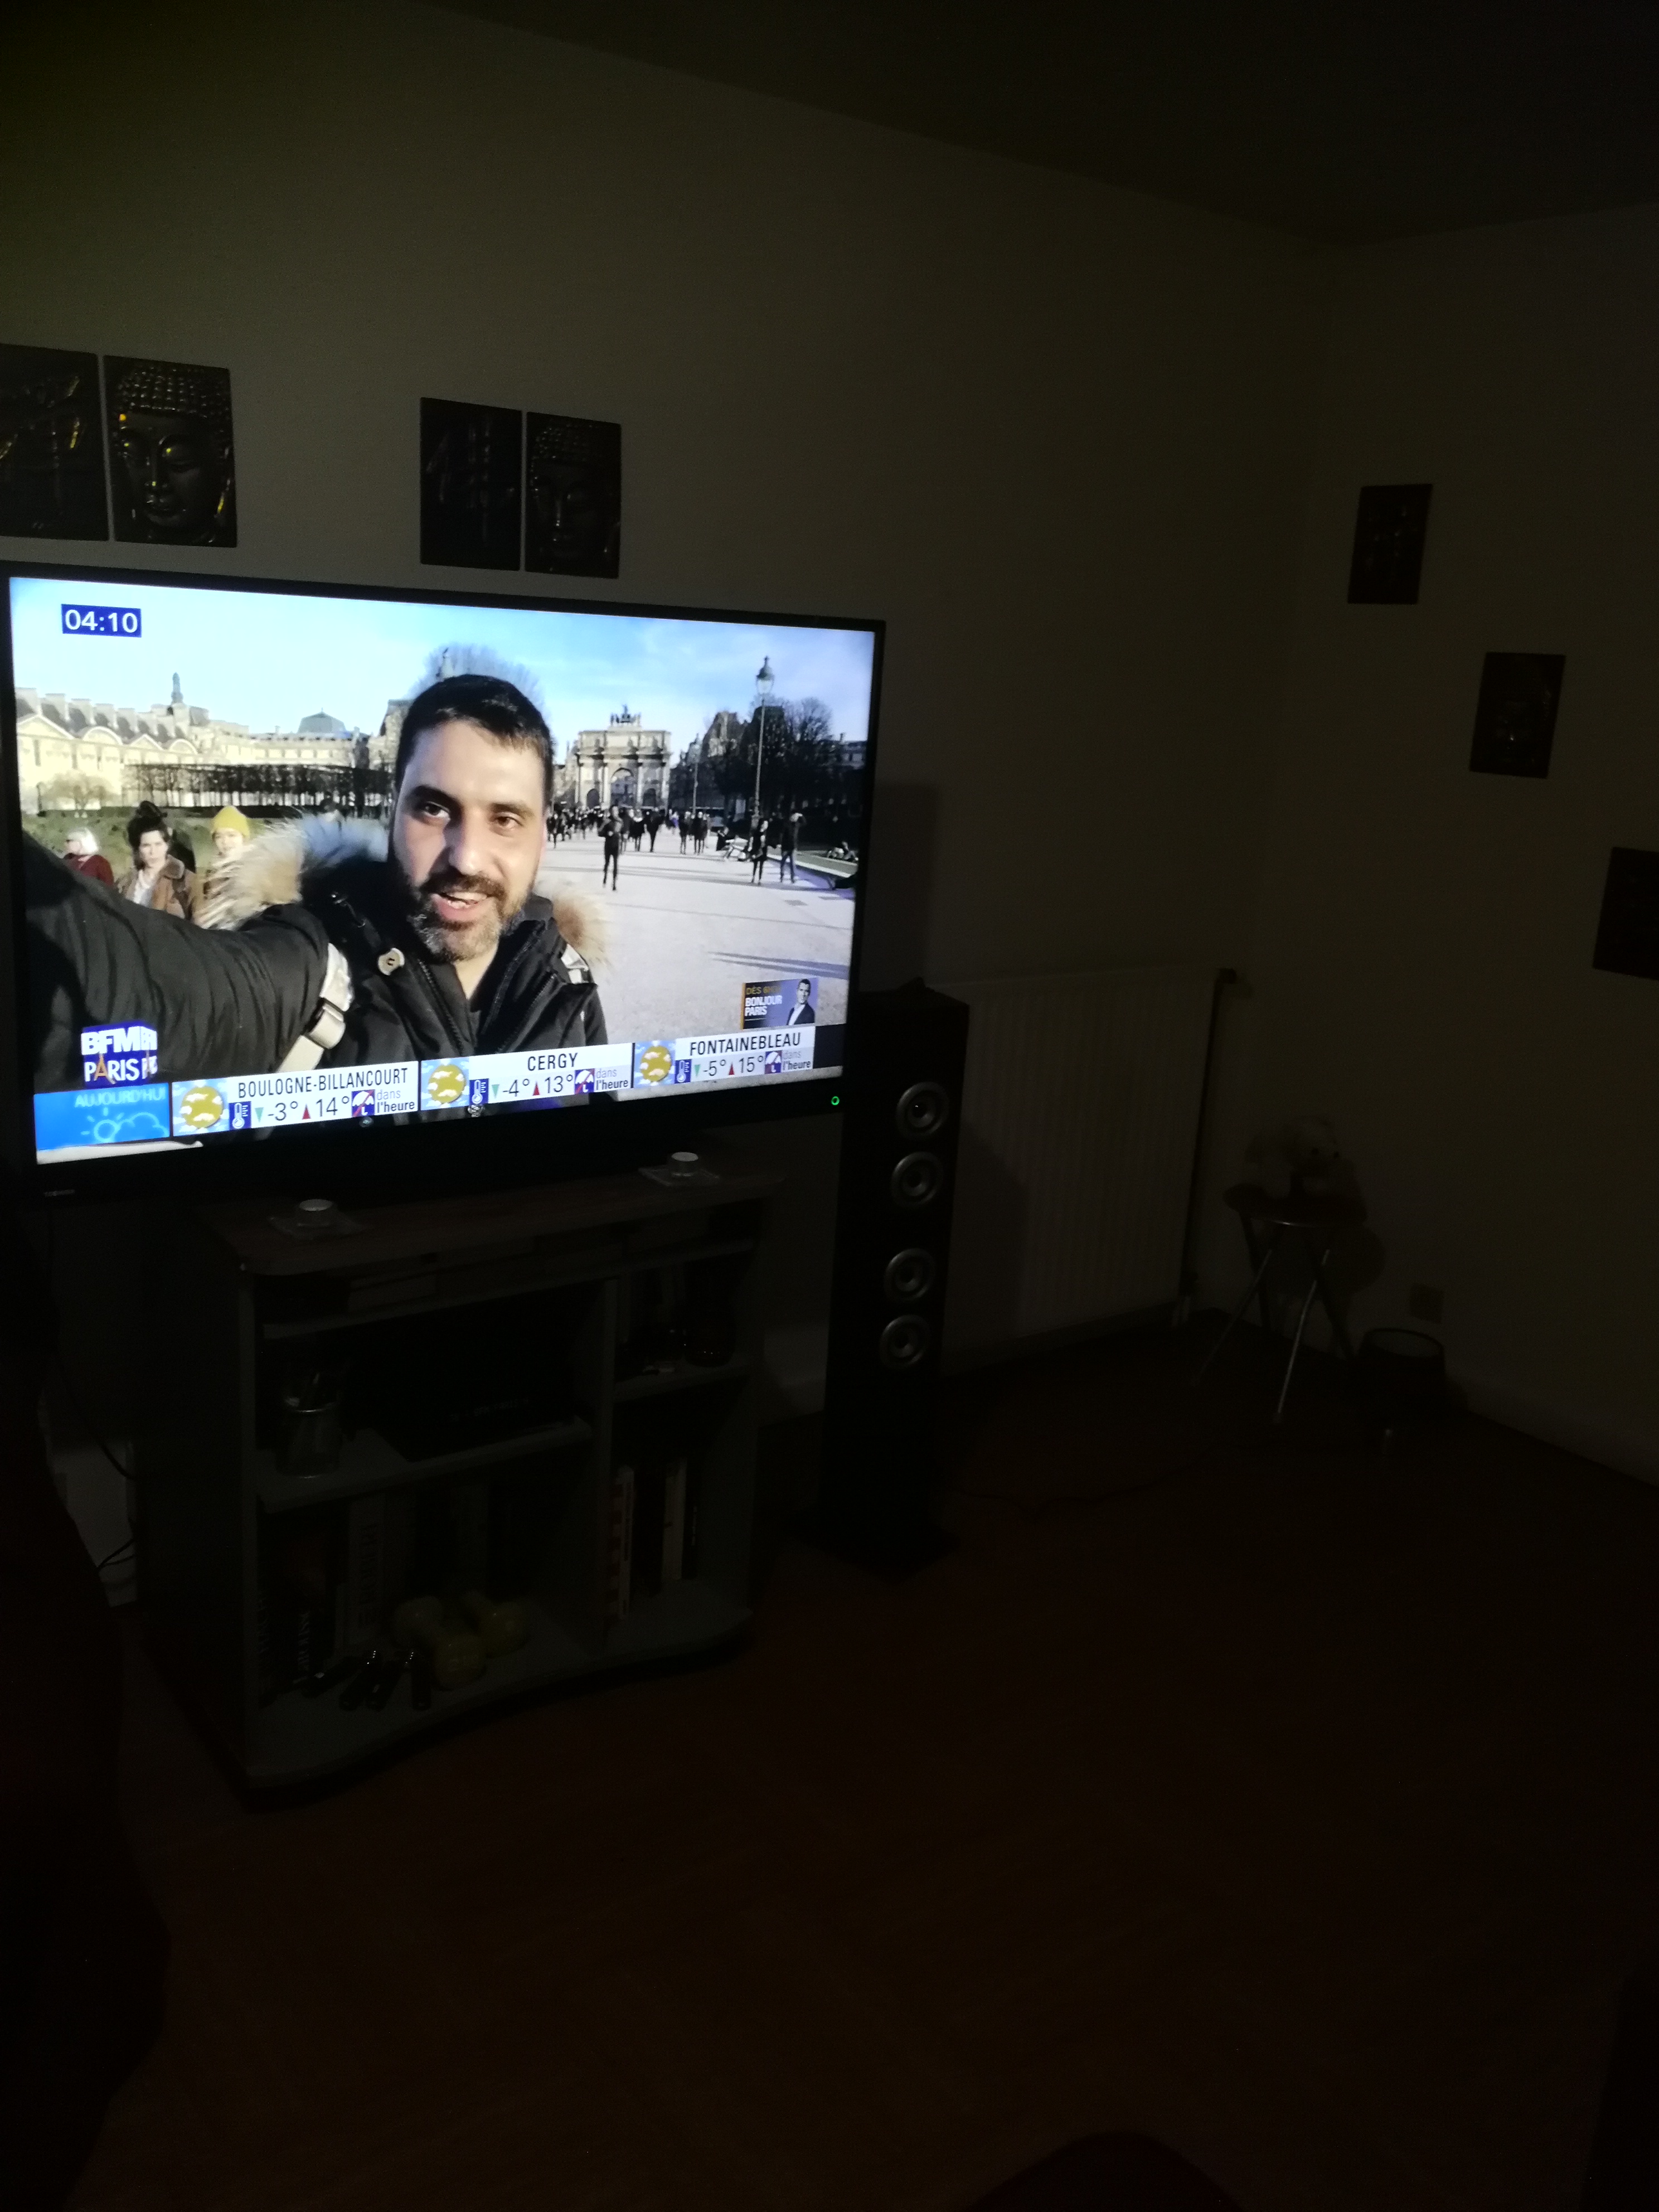 04:10
DÈS 6H
BONJOUR
PARIS
BFM
PARIS
AUJOURD'HUI
BOULOGNE-BILLANCOURT
-3° 14° dans
l'heure
CERGY
-4° 13° dans
l'heure
FONTAINEBLEAU
-5° 15° dans
l'heure
TOSHIBA